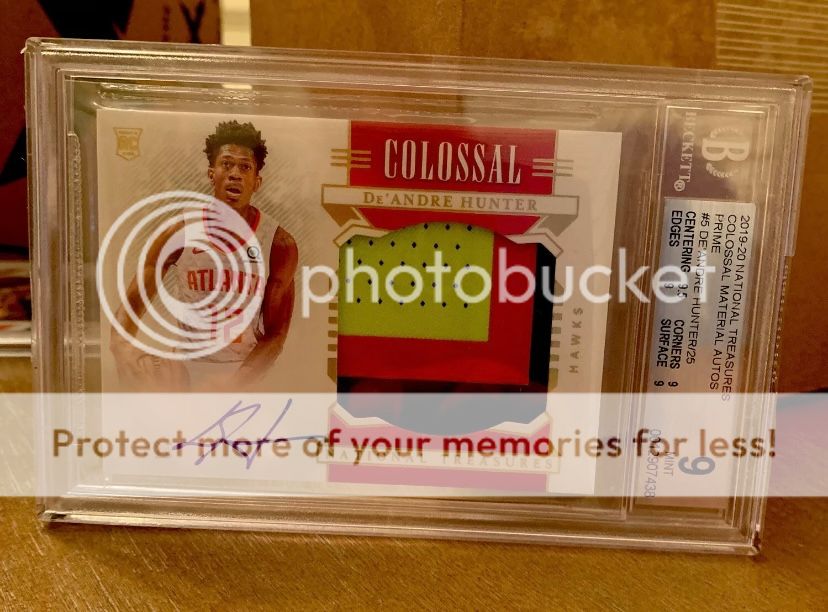 RC
COLOSSAL
DE'ANDRE HUNTER
ATLANTA
12
HAWKS
NATIONAL TREASURES
B
BECKETT®
2019-20 NATIONAL TREASURES
COLOSSAL MATERIAL AUTOS
PRIME
#5 DE'ANDRE HUNTER/25
CENTERING 9.5 CORNERS 9
EDGES 9 SURFACE 9
9
MINT
photobucket
Protect more of your memories for less!